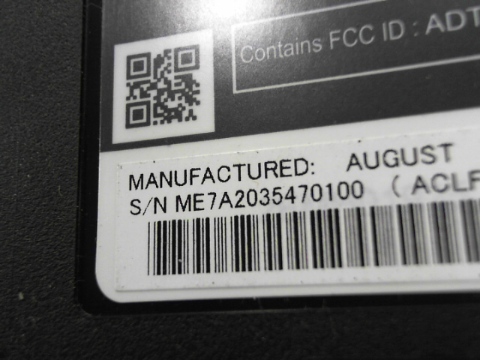 Contains FCC ID : ADT
MANUFACTURED: AUGUST
S/N ME7A2035470100 ( ACLF